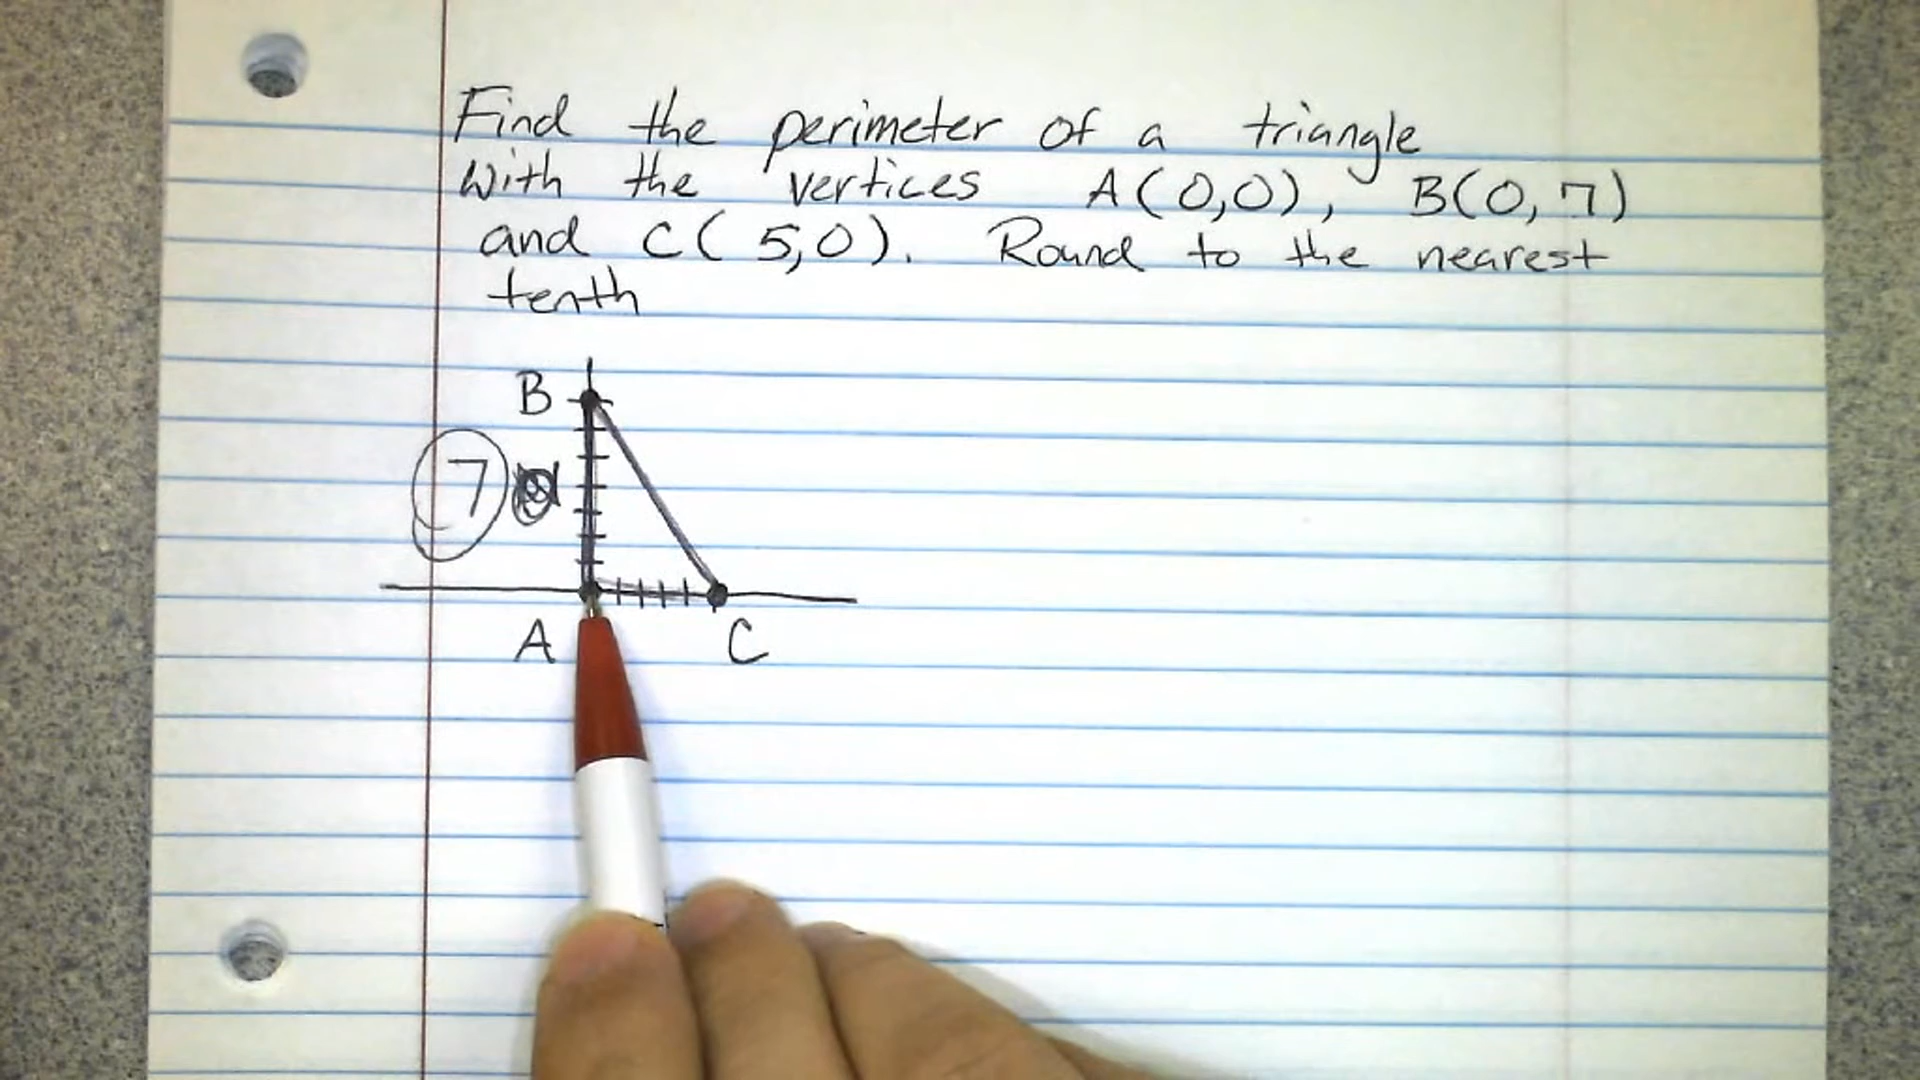 Find the perimeter of a triangle
with the vertices A(0,0), B(0,7)
and C(5,0). Round to the nearest
tenth
B
7
A C